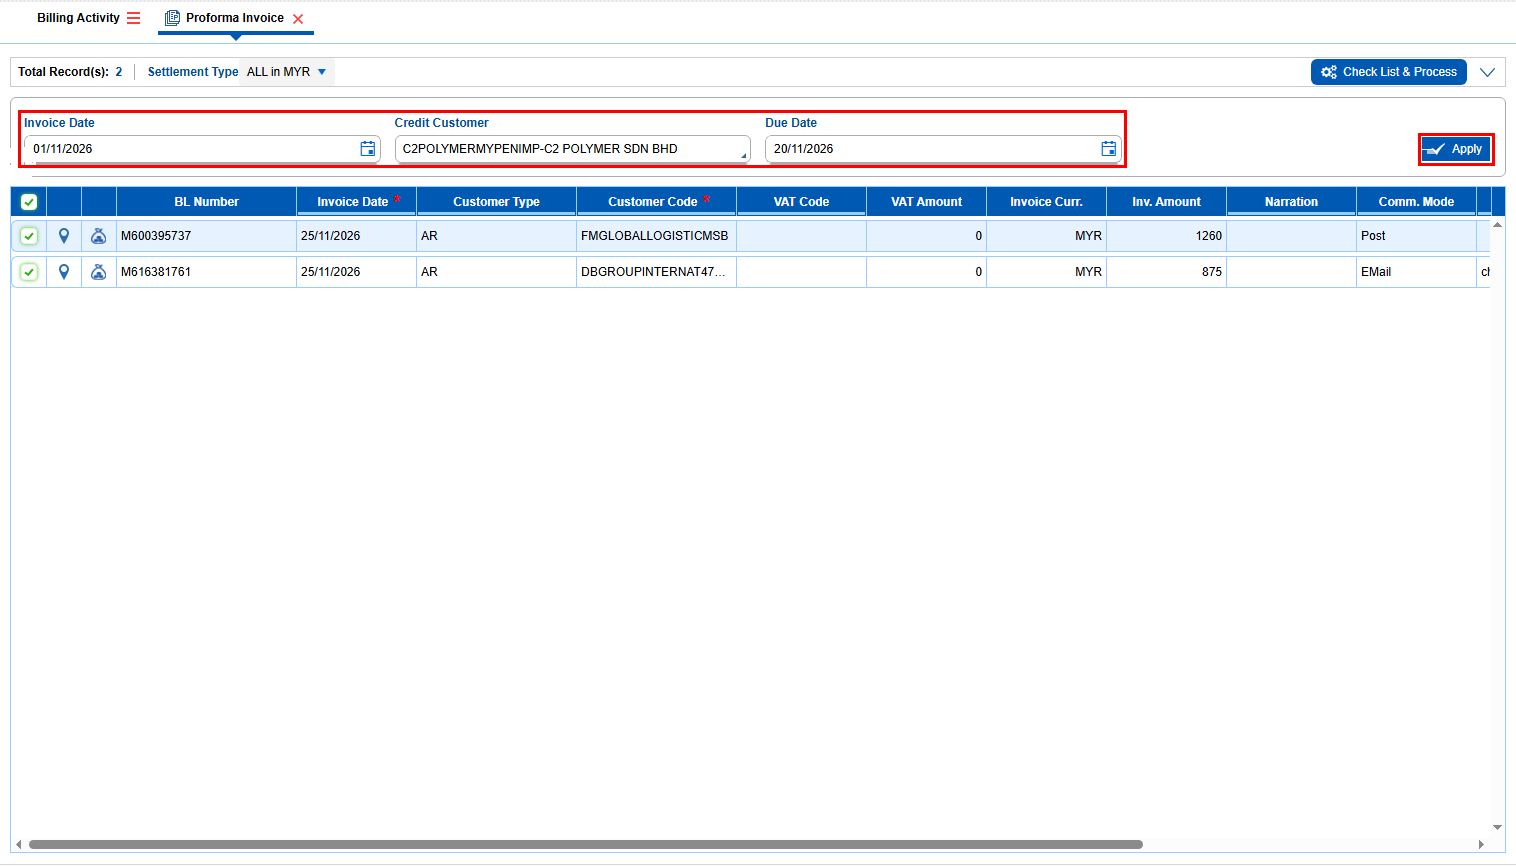 Billing Activity Proforma Invoice
Total Record(s): 2 Settlement Type ALL in MYR Check List & Process
Invoice Date Credit Customer Due Date
01/11/2026 C2POLYMERMYPENIMP-C2 POLYMER SDN BHD 20/11/2026 Apply
BL Number Invoice Date * Customer Type Customer Code * VAT Code VAT Amount Invoice Curr. Inv. Amount Narration Comm. Mode
M600395737 25/11/2026 AR FMGLOBALLOGISTICMSB 0 MYR 1260 Post
M616381761 25/11/2026 AR DBGROUPINTERNAT47... 0 MYR 875 EMail